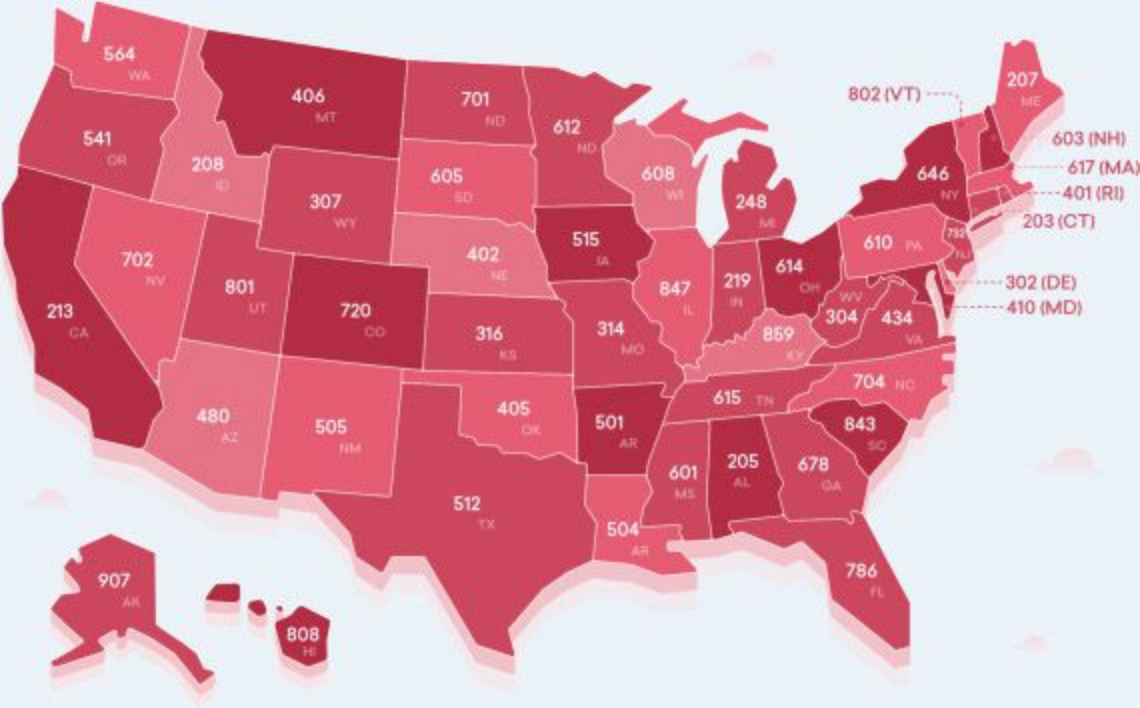 564
WA
541
OR
208
ID
406
MT
701
ND
612
ND
605
SD
608
WI
307
WY
402
NE
515
IA
248
MI
802 (VT)
207
ME
603 (NH)
617 (MA)
401 (RI)
203 (CT)
302 (DE)
410 (MD)
646
NY
610 PA
732
NJ
702
NV
801
UT
213
CA
720
CO
316
KS
314
MO
847
IL
219
IN
614
OH
WV
304
434
VA
859
KY
704 NC
615 TN
480
AZ
505
NM
405
OK
501
AR
843
SC
512
TX
504
AR
601
MS
205
AL
678
GA
786
FL
907
AK
808
HI